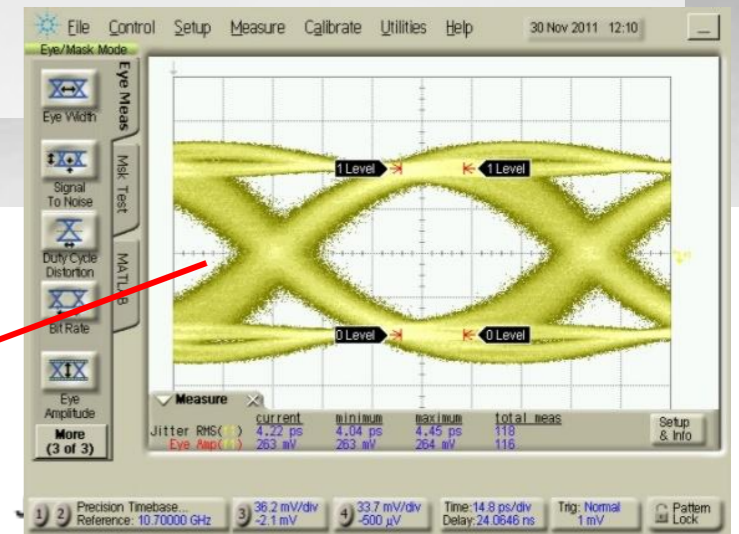 File Control Setup Measure Calibrate Utilities Help 30 Nov 2011 12:10
Eye/Mask Mode
Eye Meas
Msk Test
MATLAB
Eye Width
Signal
To Noise
Duty Cycle
Distortion
Bit Rate
Eye
Amplitude
More
(3 of 3)
1 Level 1 Level
0 Level 0 Level
Measure
current minimum maximum total meas
Jitter RMS( ) 4.22 ps 4.04 ps 4.45 ps 118
Eye Amp( ) 263 mV 263 mV 264 mV 116
Setup
& Info
1 2 Precision Timebase...
Reference: 10.70000 GHz
3 36.2 mV/div
-2.1 mV
4 33.7 mV/div
-500 µV
Time:14.8 ps/div
Delay:24.0646 ns
Trig: Normal
1 mV
Pattern
Lock